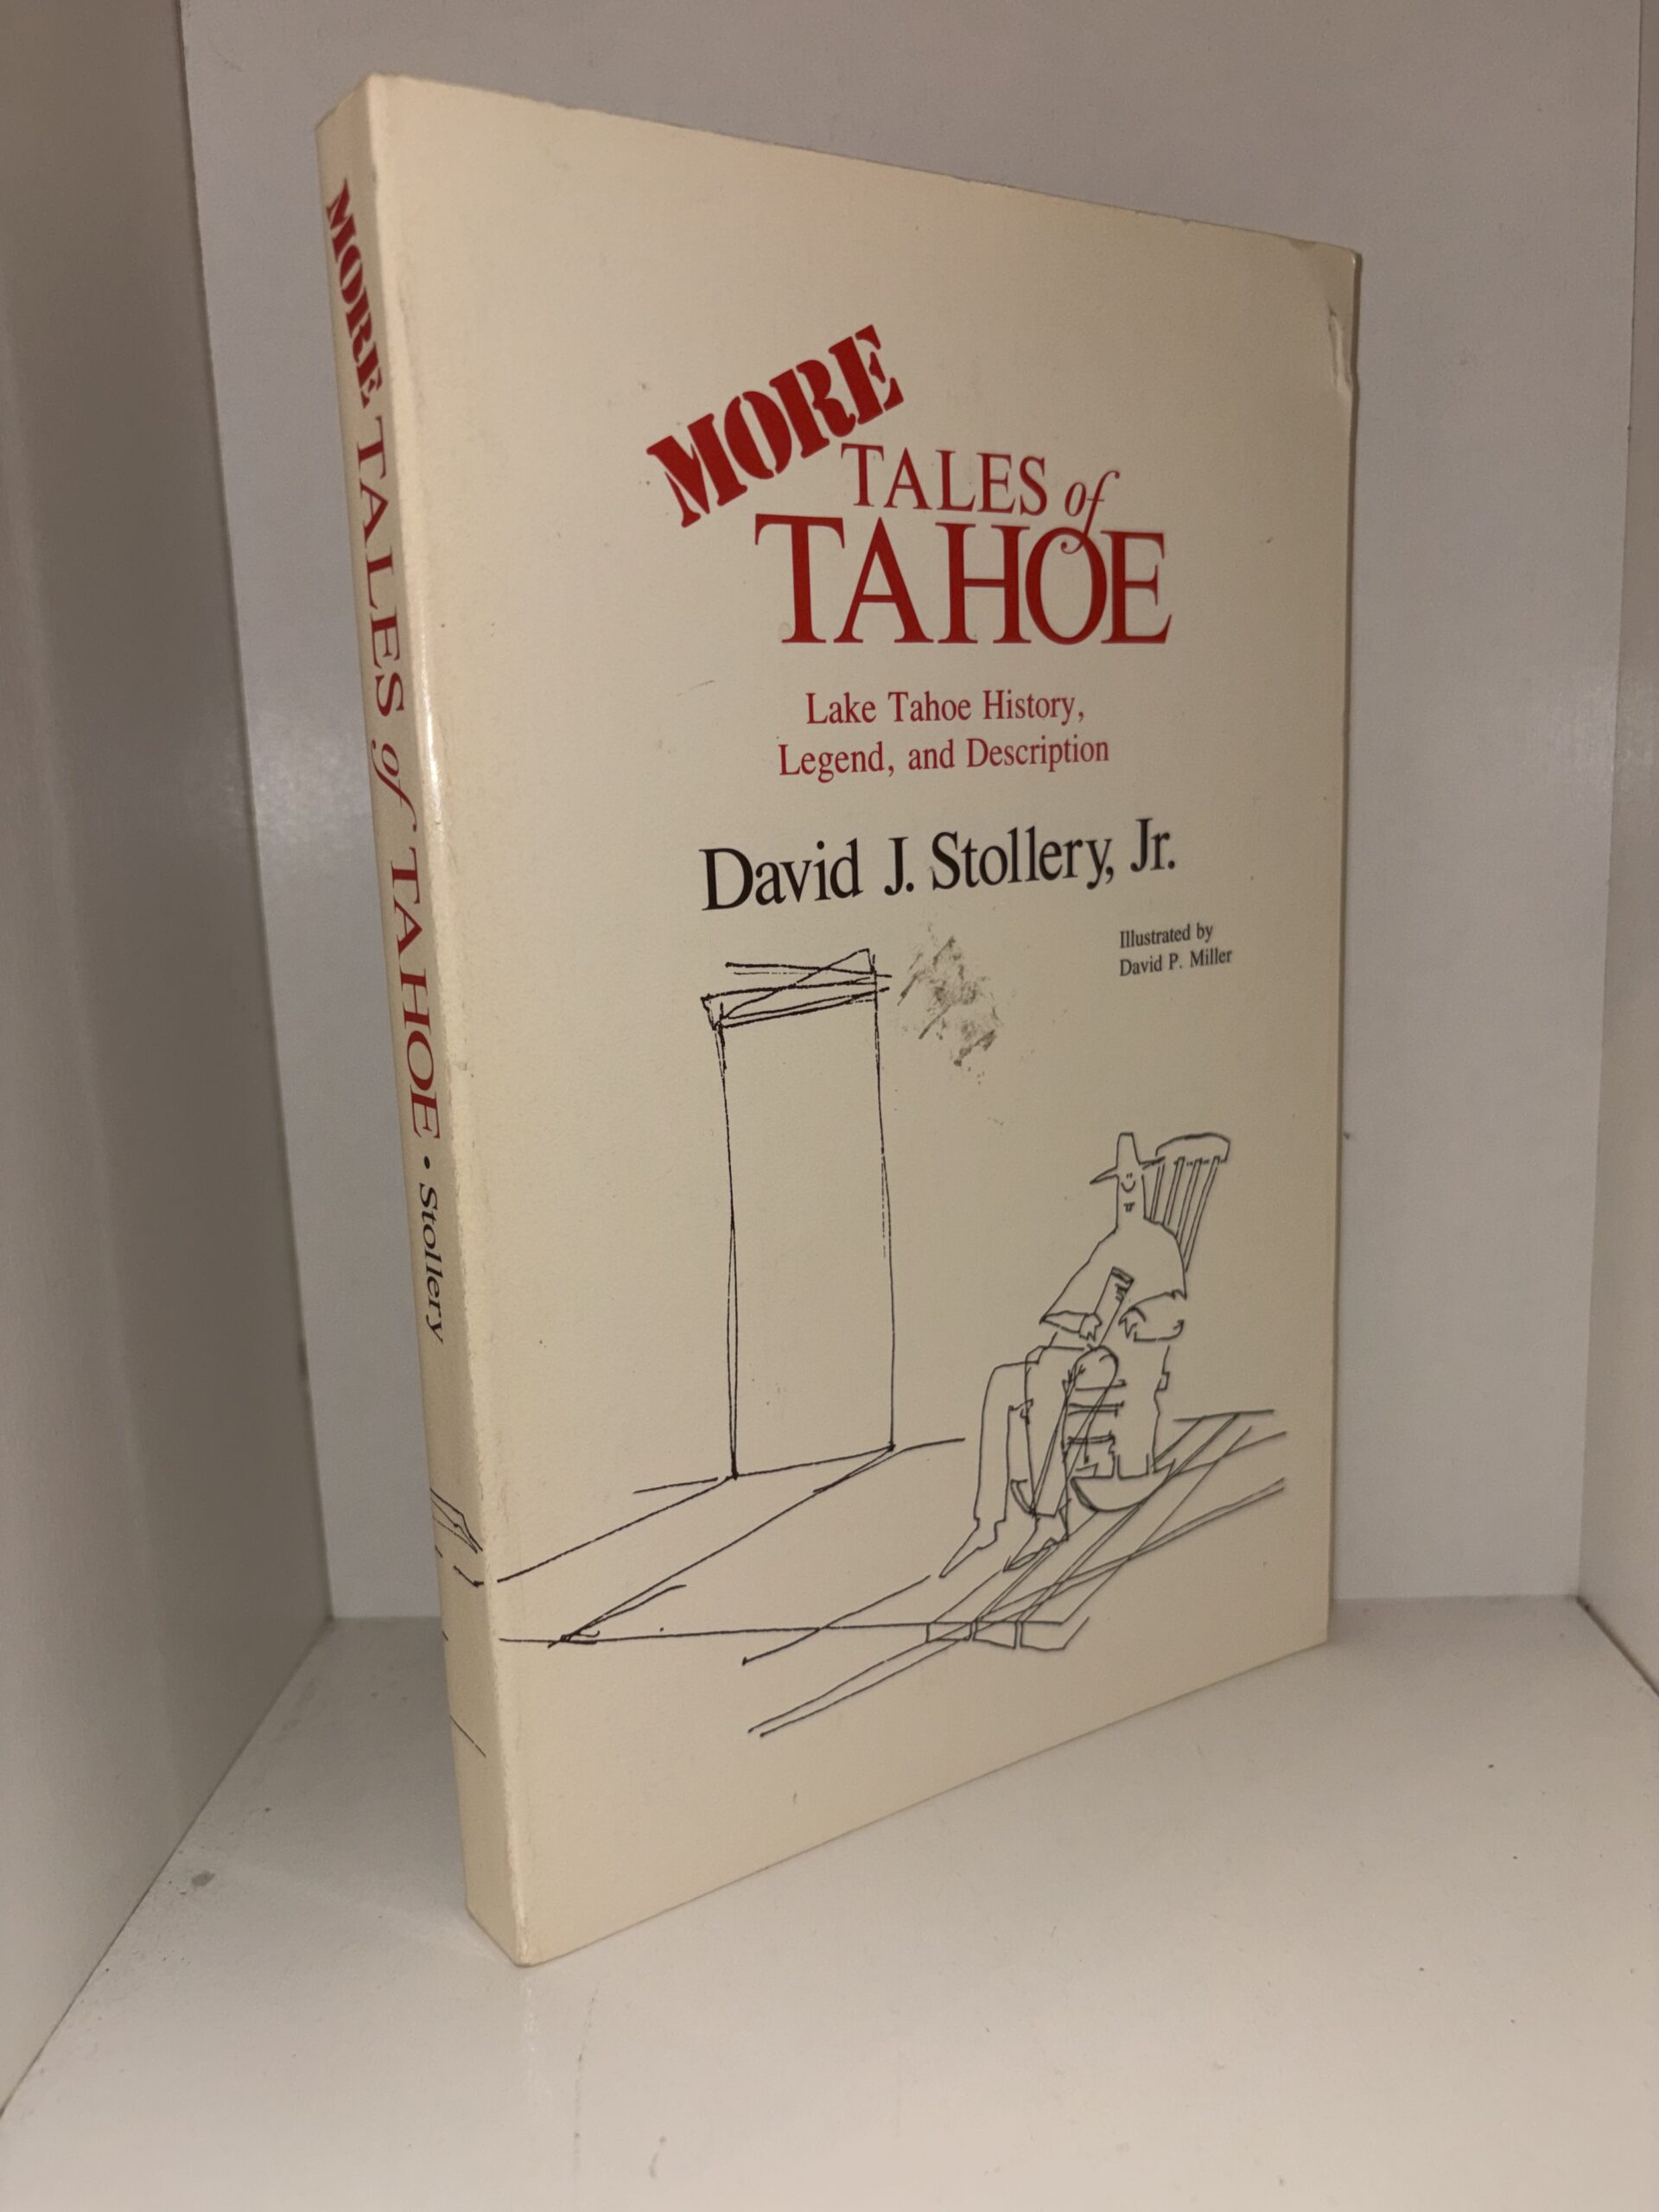 MORE TALES of TAHOE • Stollery
MORE
TALES of
TAHOE
Lake Tahoe History,
Legend, and Description
David J. Stollery, Jr.
Illustrated by
David P. Miller